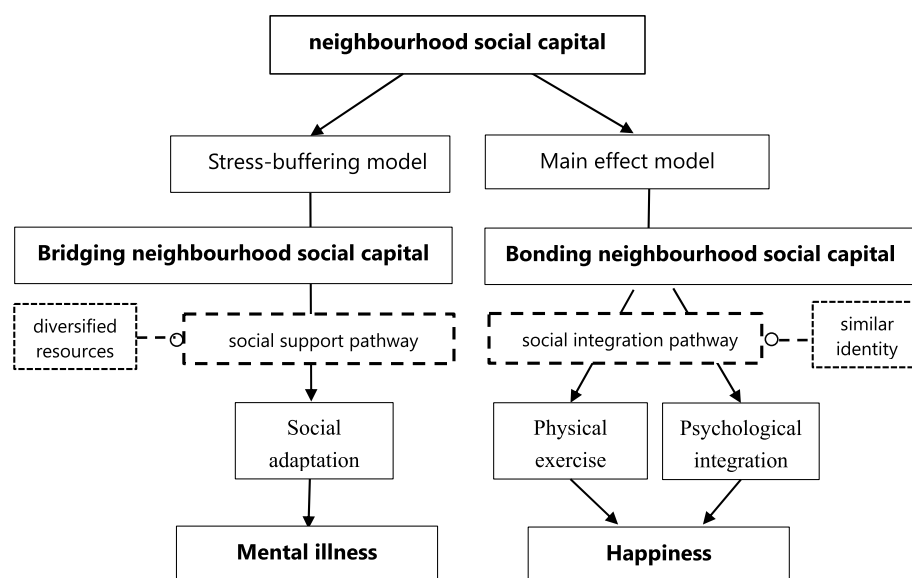 neighbourhood social capital
Stress-buffering model
Main effect model
Bridging neighbourhood social capital
Bonding neighbourhood social capital
diversified
resources
social support pathway
social integration pathway
similar
identity
Social
adaptation
Physical
exercise
Psychological
integration
Mental illness
Happiness